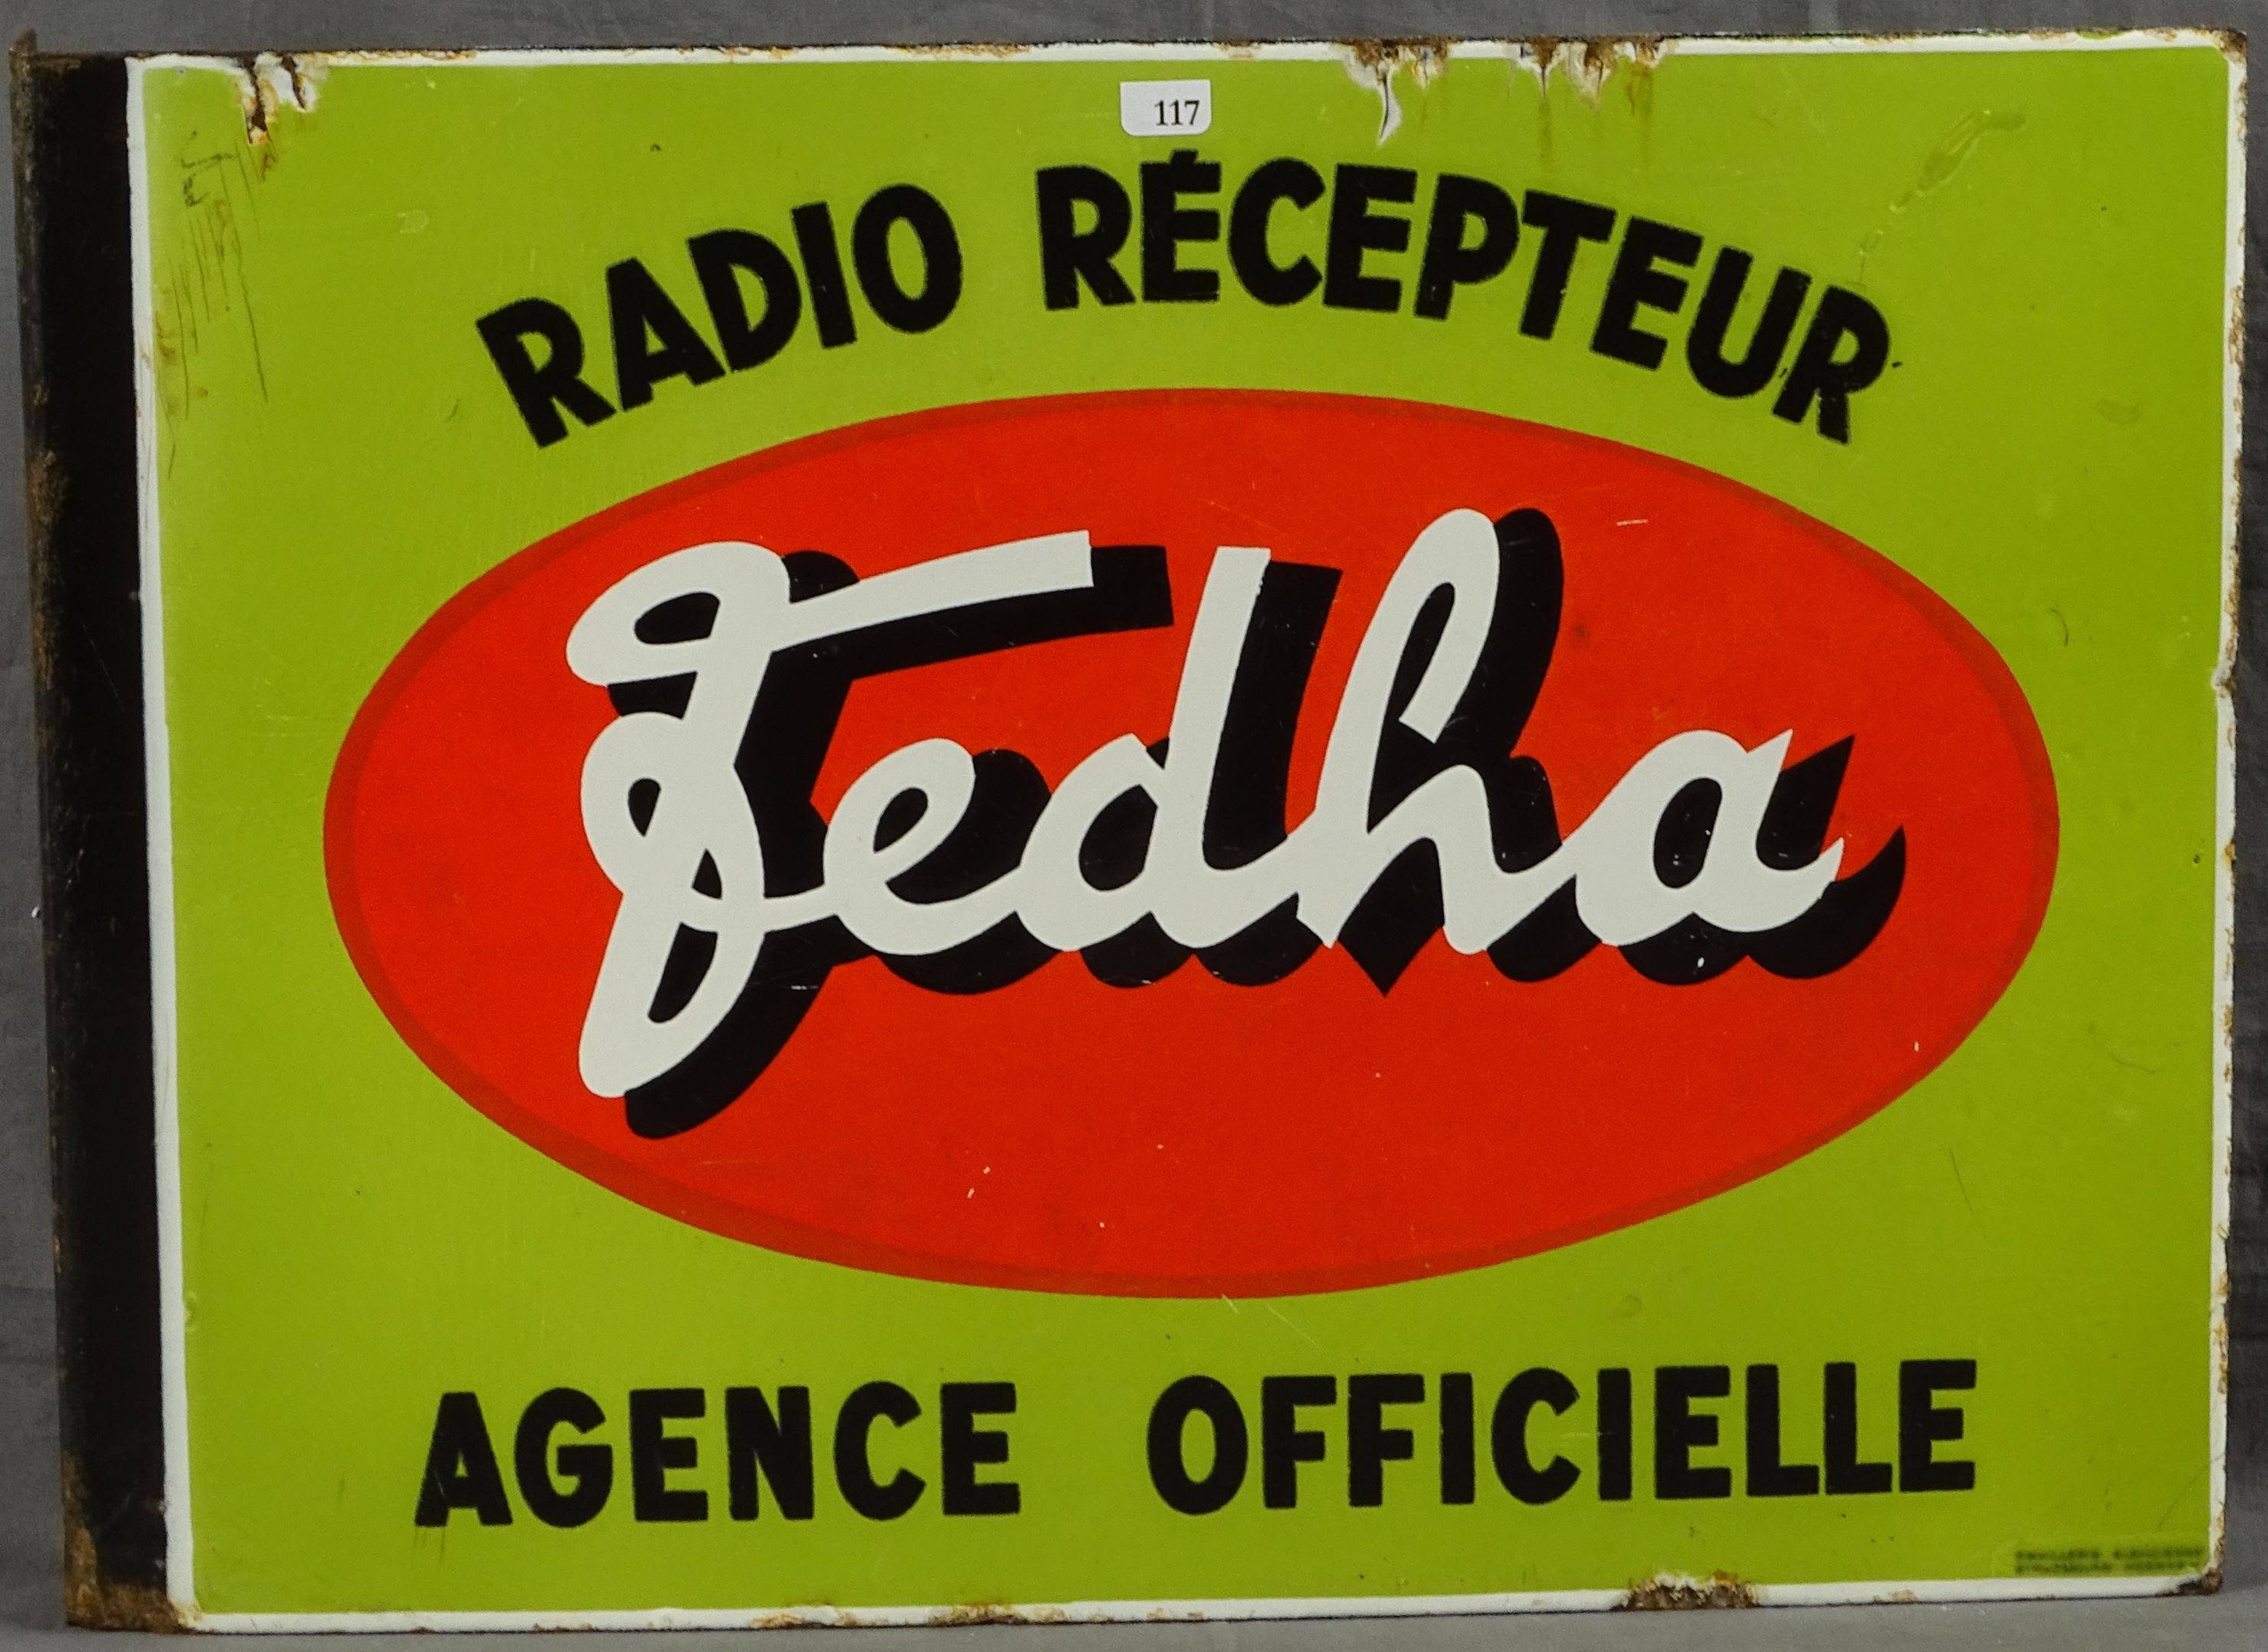 117
RADIO RÉCEPTEUR
Fedha
AGENCE OFFICIELLE